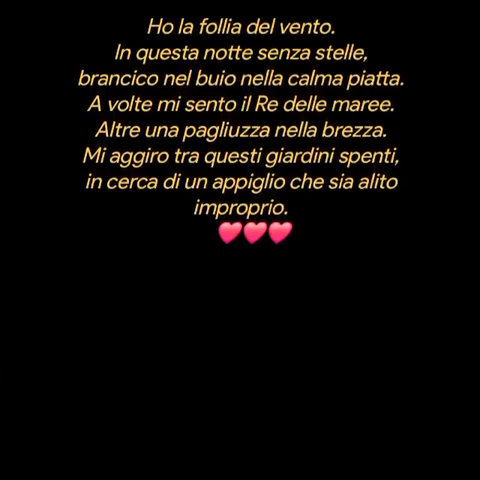 Ho la follia del vento.
In questa notte senza stelle,
brancico nel buio nella calma piatta.
A volte mi sento il Re delle maree.
Altre una pagliuzza nella brezza.
Mi aggiro tra questi giardini spenti,
in cerca di un appiglio che sia alito
improprio.
💕💕💕